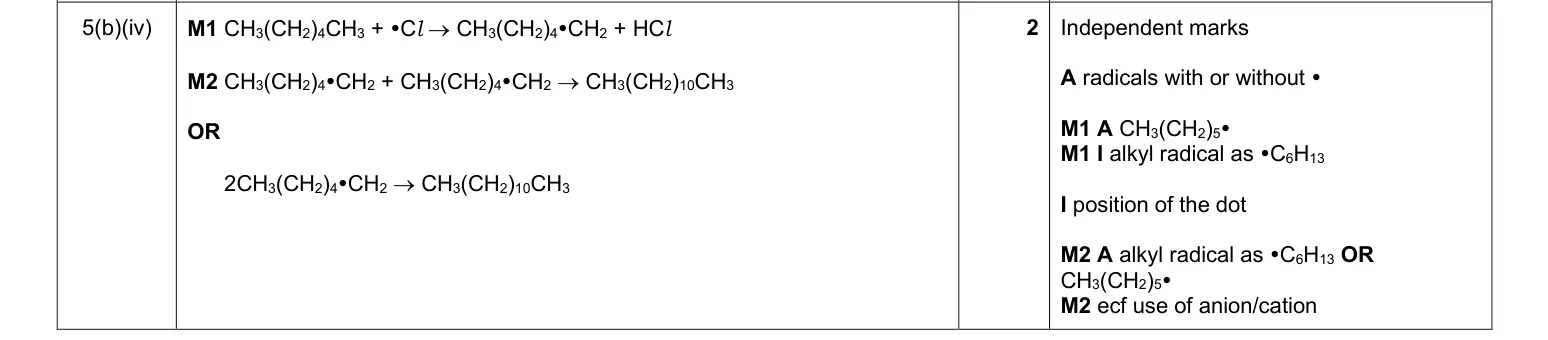 5(b)(iv)
M1 CH₃(CH₂)₄CH₃ + •Cl → CH₃(CH₂)₄•CH₂ + HCl
M2 CH₃(CH₂)₄•CH₂ + CH₃(CH₂)₄•CH₂ → CH₃(CH₂)₁₀CH₃
OR
2CH₃(CH₂)₄•CH₂ → CH₃(CH₂)₁₀CH₃
2
Independent marks
A radicals with or without •
M1 A CH₃(CH₂)₅•
M1 I alkyl radical as •C₆H₁₃
I position of the dot
M2 A alkyl radical as •C₆H₁₃ OR
CH₃(CH₂)₅•
M2 ecf use of anion/cation